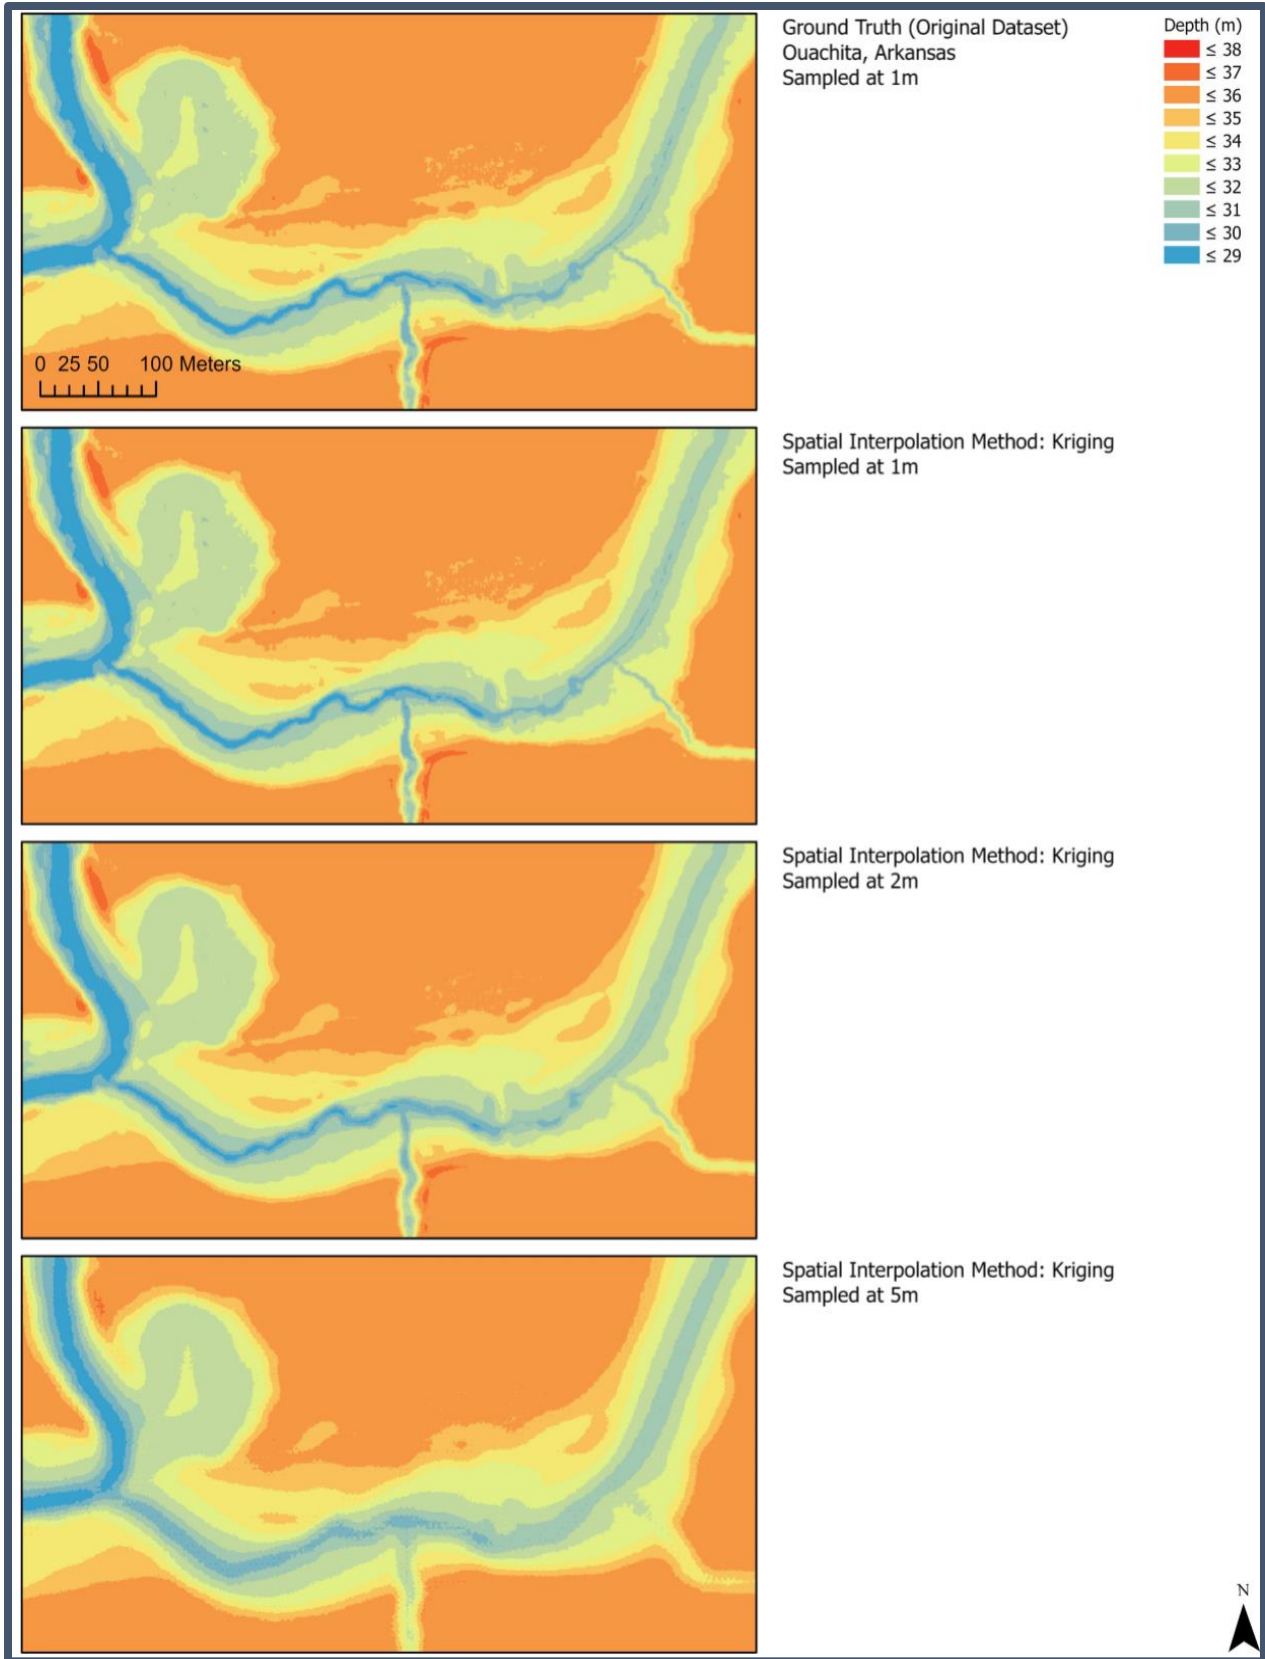 Ground Truth (Original Dataset)
Ouachita, Arkansas
Sampled at 1m
Depth (m)
≤ 38
≤ 37
≤ 36
≤ 35
≤ 34
≤ 33
≤ 32
≤ 31
≤ 30
≤ 29
0 25 50 100 Meters
Spatial Interpolation Method: Kriging
Sampled at 1m
Spatial Interpolation Method: Kriging
Sampled at 2m
Spatial Interpolation Method: Kriging
Sampled at 5m
N